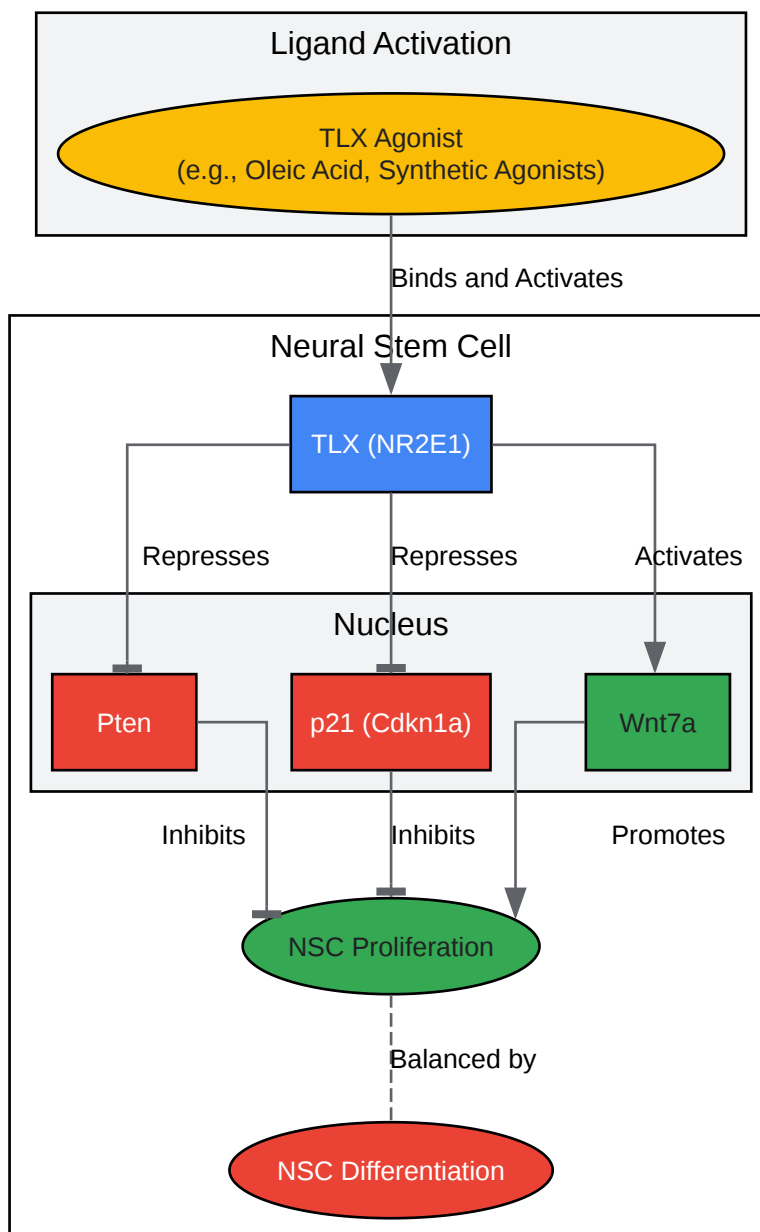 Ligand Activation
TLX Agonist
(e.g., Oleic Acid, Synthetic Agonists)
Binds and Activates
Neural Stem Cell
TLX (NR2E1)
Represses
Represses
Activates
Nucleus
Pten
p21 (Cdkn1a)
Wnt7a
Inhibits
Inhibits
Promotes
NSC Proliferation
Balanced by
NSC Differentiation